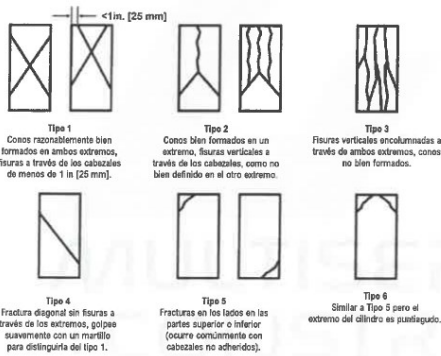 <1in. [25 mm]
Tipo 1
Conos razonablemente bien
formados en ambos extremos,
fisuras a través de los cabezales
de menos de 1 in [25 mm].
Tipo 2
Conos bien formados en un
extremo, fisuras verticales a
través de los cabezales, como no
bien definido en el otro extremo.
Tipo 3
Fisuras verticales encolumnadas a
través de ambos extremos, conos
no bien formados.
Tipo 4
Fractura diagonal sin fisuras a
través de los extremos, golpee
suavemente con un martillo
para distinguirla del tipo 1.
Tipo 5
Fracturas en los lados en las
partes superior o inferior
(ocurre comúnmente con
cabezales no adheridos).
Tipo 6
Similar a Tipo 5 pero el
extremo del cilindro es puntiagudo.